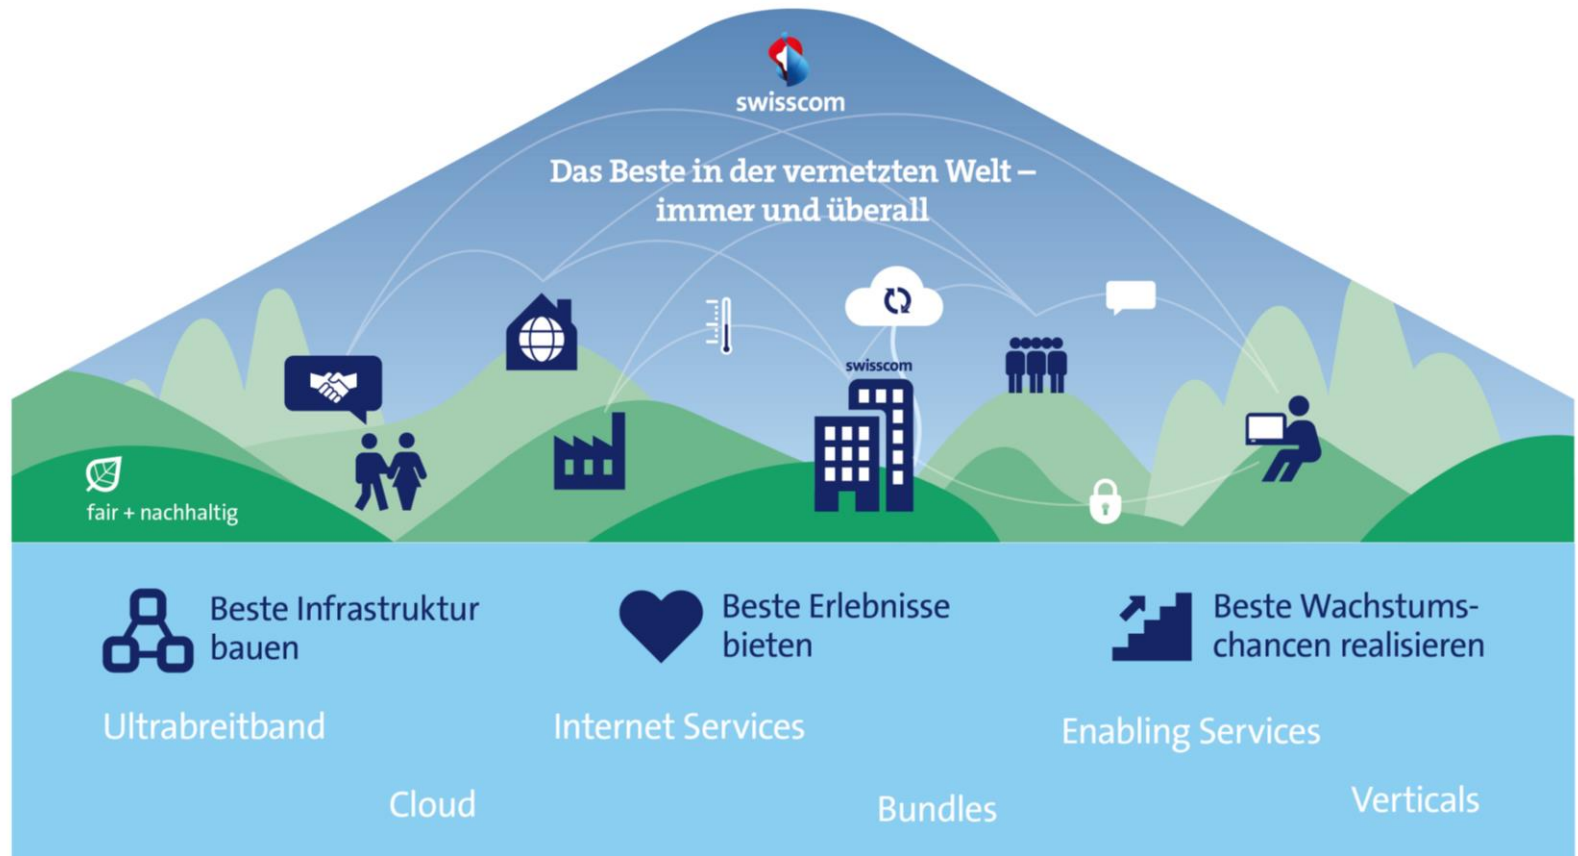 swisscom
Das Beste in der vernetzten Welt –
immer und überall
swisscom
fair + nachhaltig
Beste Infrastruktur
bauen
Beste Erlebnisse
bieten
Beste Wachstums-
chancen realisieren
Ultrabreitband
Internet Services
Enabling Services
Cloud
Bundles
Verticals